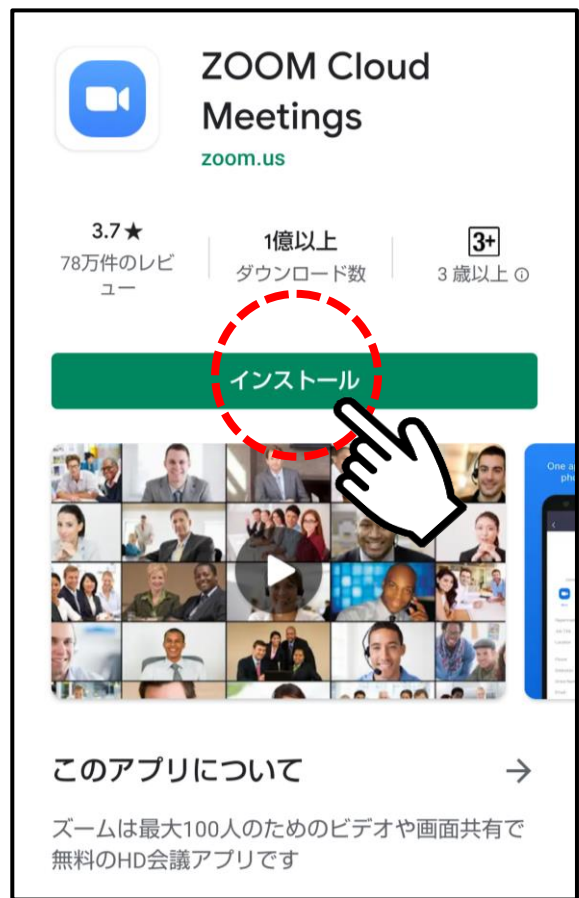 ZOOM Cloud
Meetings
zoom.us
3.7★
78万件のレビ
ュー
1億以上
ダウンロード数
3+
3 歳以上
インストール
One a
pho
このアプリについて
ズームは最大100人のためのビデオや画面共有で
無料のHD会議アプリです